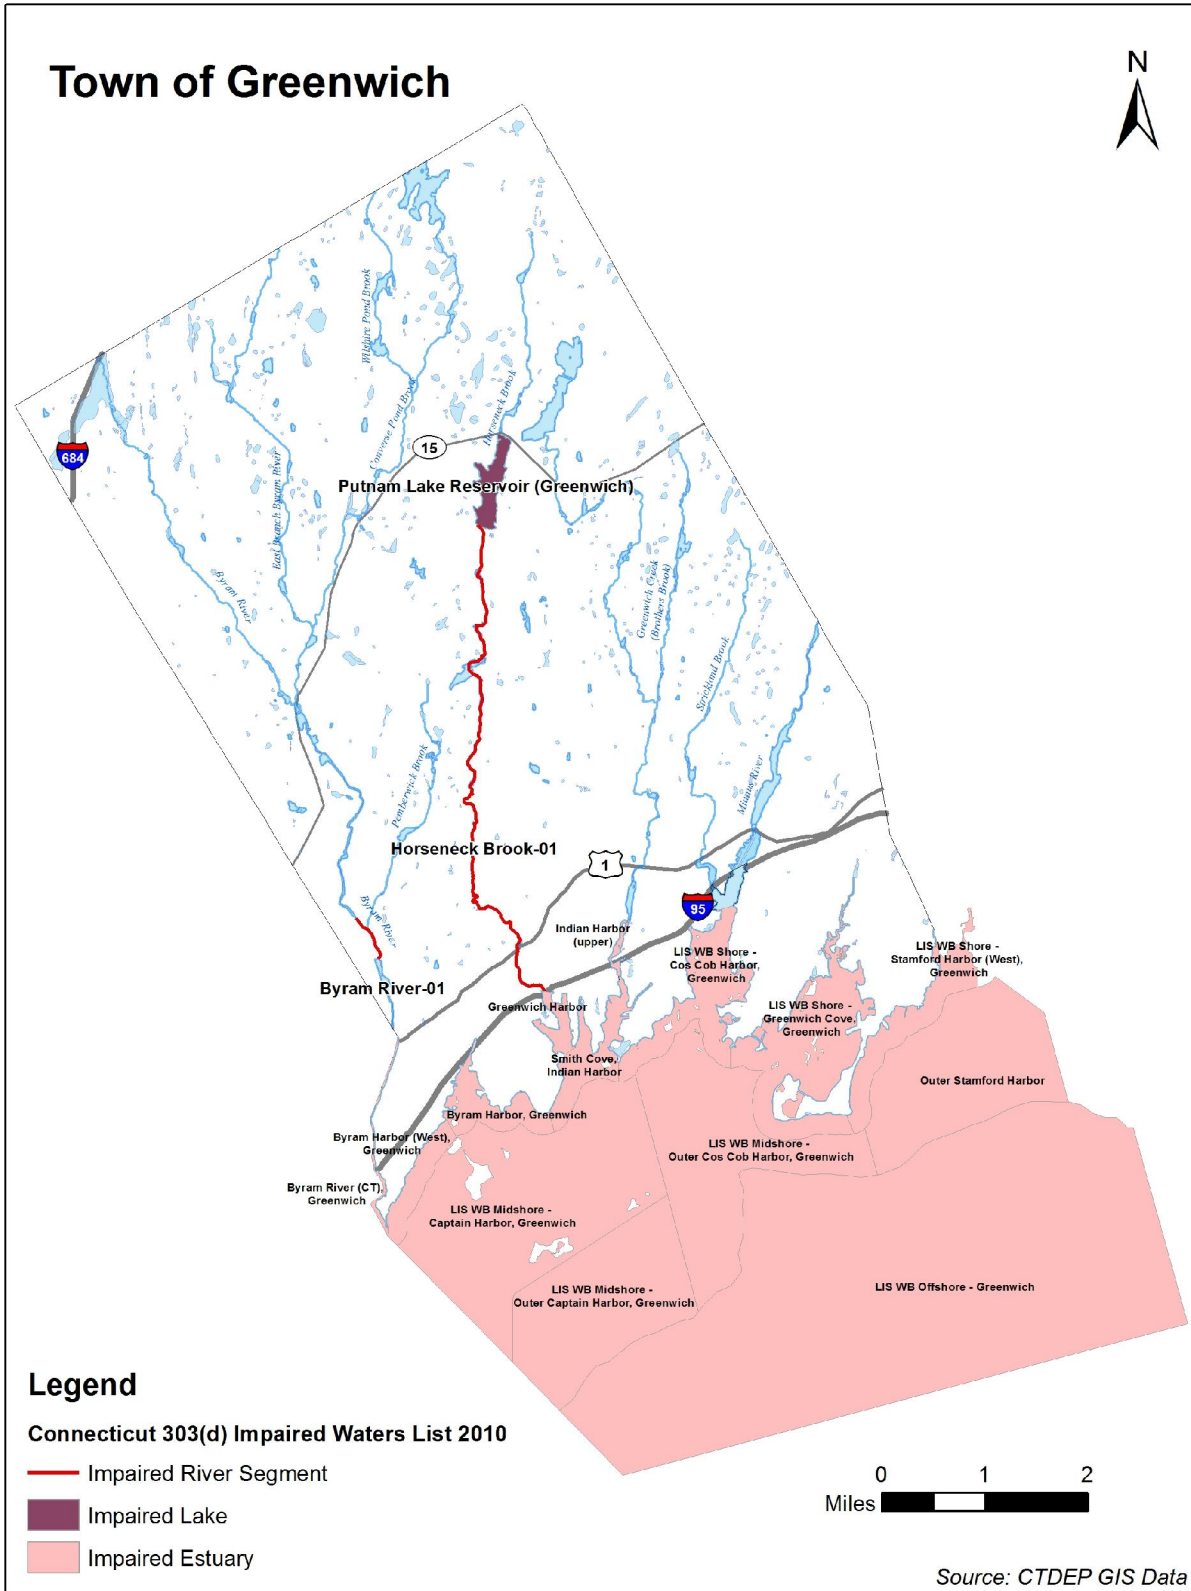 Town of Greenwich
N
Wilshire Pond Brook
Horseneck Brook
Converse Pond Brook
15
684
East Branch Byram River
Putnam Lake Reservoir (Greenwich)
Byram River
Greenwich Creek
(Brothers Brook)
Strickland Brook
Mianus River
Pemberwick Brook
Horseneck Brook-01
1
95
Byram River
Indian Harbor
(upper)
LIS WB Shore -
Cos Cob Harbor,
Greenwich
LIS WB Shore -
Stamford Harbor (West),
Greenwich
Byram River-01
Greenwich Harbor
LIS WB Shore -
Greenwich Cove,
Greenwich
Smith Cove,
Indian Harbor
Outer Stamford Harbor
Byram Harbor, Greenwich
Byram Harbor (West),
Greenwich
LIS WB Midshore -
Outer Cos Cob Harbor, Greenwich
Byram River (CT),
Greenwich
LIS WB Midshore -
Captain Harbor, Greenwich
LIS WB Midshore -
Outer Captain Harbor, Greenwich
LIS WB Offshore - Greenwich
Legend
Connecticut 303(d) Impaired Waters List 2010
Impaired River Segment
Impaired Lake
Impaired Estuary
0 1 2
Miles
Source: CTDEP GIS Data